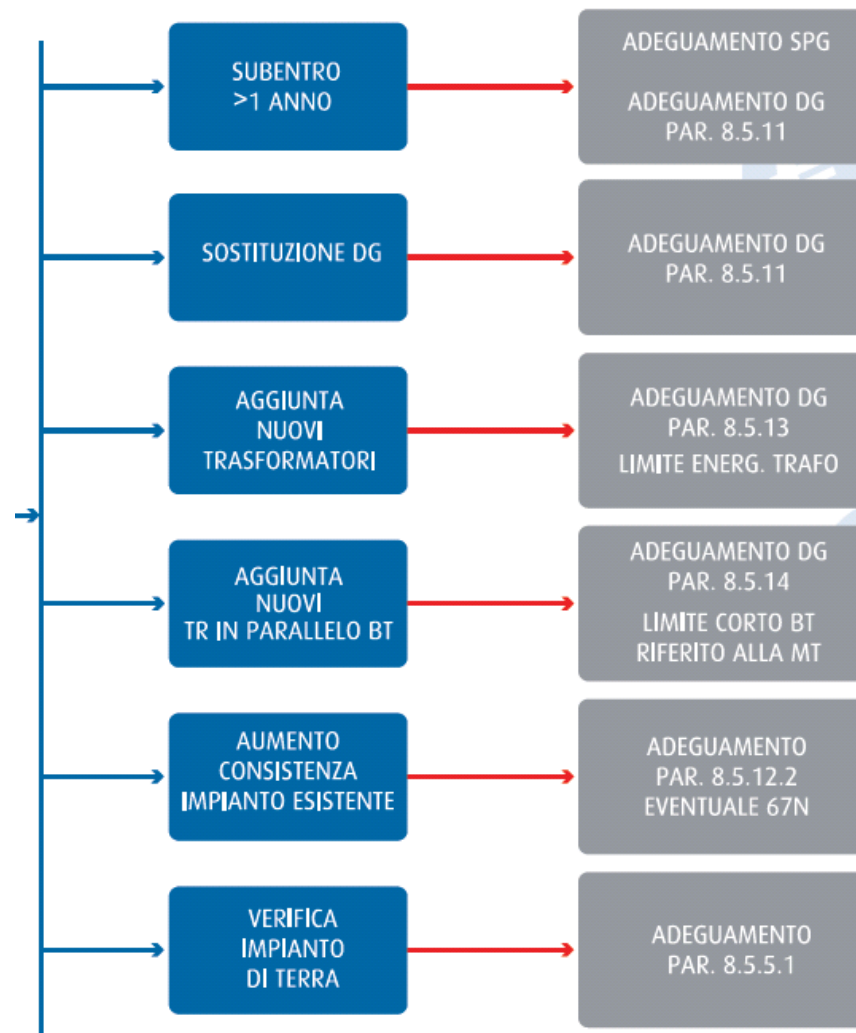 SUBENTRO
>1 ANNO
ADEGUAMENTO SPG
ADEGUAMENTO DG
PAR. 8.5.11
SOSTITUZIONE DG
ADEGUAMENTO DG
PAR. 8.5.11
AGGIUNTA
NUOVI
TRASFORMATORI
ADEGUAMENTO DG
PAR. 8.5.13
LIMITE ENERG. TRAFO
AGGIUNTA
NUOVI
TR IN PARALLELO BT
ADEGUAMENTO DG
PAR. 8.5.14
LIMITE CORTO BT
RIFERITO ALLA MT
AUMENTO
CONSISTENZA
IMPIANTO ESISTENTE
ADEGUAMENTO
PAR. 8.5.12.2
EVENTUALE 67N
VERIFICA
IMPIANTO
DI TERRA
ADEGUAMENTO
PAR. 8.5.5.1